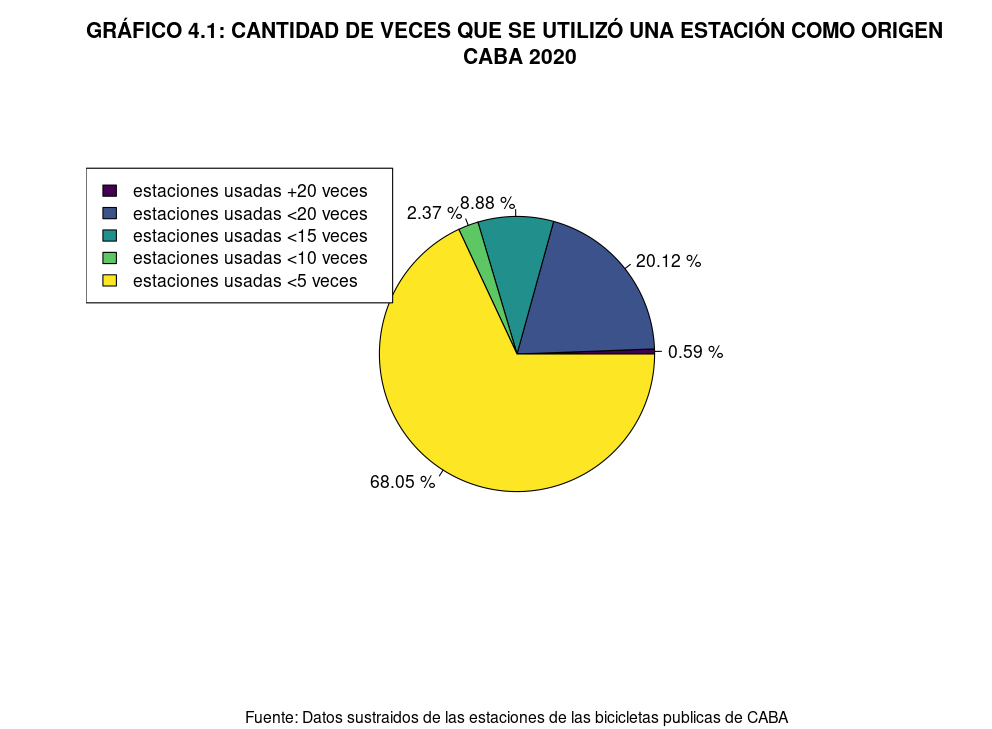 GRÁFICO 4.1: CANTIDAD DE VECES QUE SE UTILIZÓ UNA ESTACIÓN COMO ORIGEN
CABA 2020
estaciones usadas +20 veces
estaciones usadas <20 veces
estaciones usadas <15 veces
estaciones usadas <10 veces
estaciones usadas <5 veces
2.37 %
8.88 %
20.12 %
0.59 %
68.05 %
Fuente: Datos sustraidos de las estaciones de las bicicletas publicas de CABA